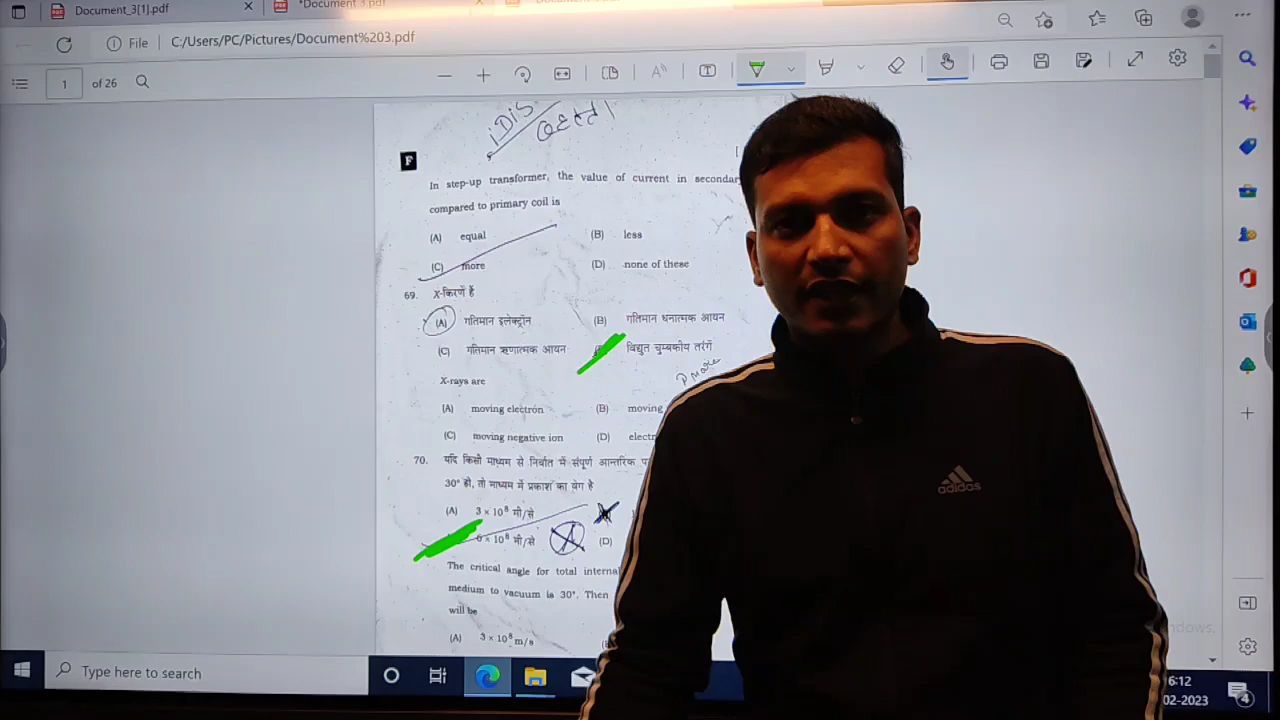 Document_3[1].pdf
*Document 3.pdf
File C:/Users/PC/Pictures/Document%203.pdf
1 of 26
F
In step-up transformer, the value of current in secondary
compared to primary coil is
(A) equal (B) less
(C) more (D) none of these
69. X-किरणें हैं
(A) गतिमान इलेक्ट्रॉन (B) गतिमान धनात्मक आयन
(C) गतिमान ऋणात्मक आयन विद्युत चुम्बकीय तरंगें
X-rays are
(A) moving electron (B) moving
(C) moving negative ion (D) electr
70. यदि किसी माध्यम से निर्वात में संपूर्ण आन्तरिक
30° हो, तो माध्यम में प्रकाश का वेग है
(A) 3 × 10⁸ मी/से
6 × 10⁸ मी/से (D)
The critical angle for total interna
medium to vacuum is 30°. Then
will be
(A) 3 × 10⁸ m/s
adidas
Type here to search
6:12
02-2023
4